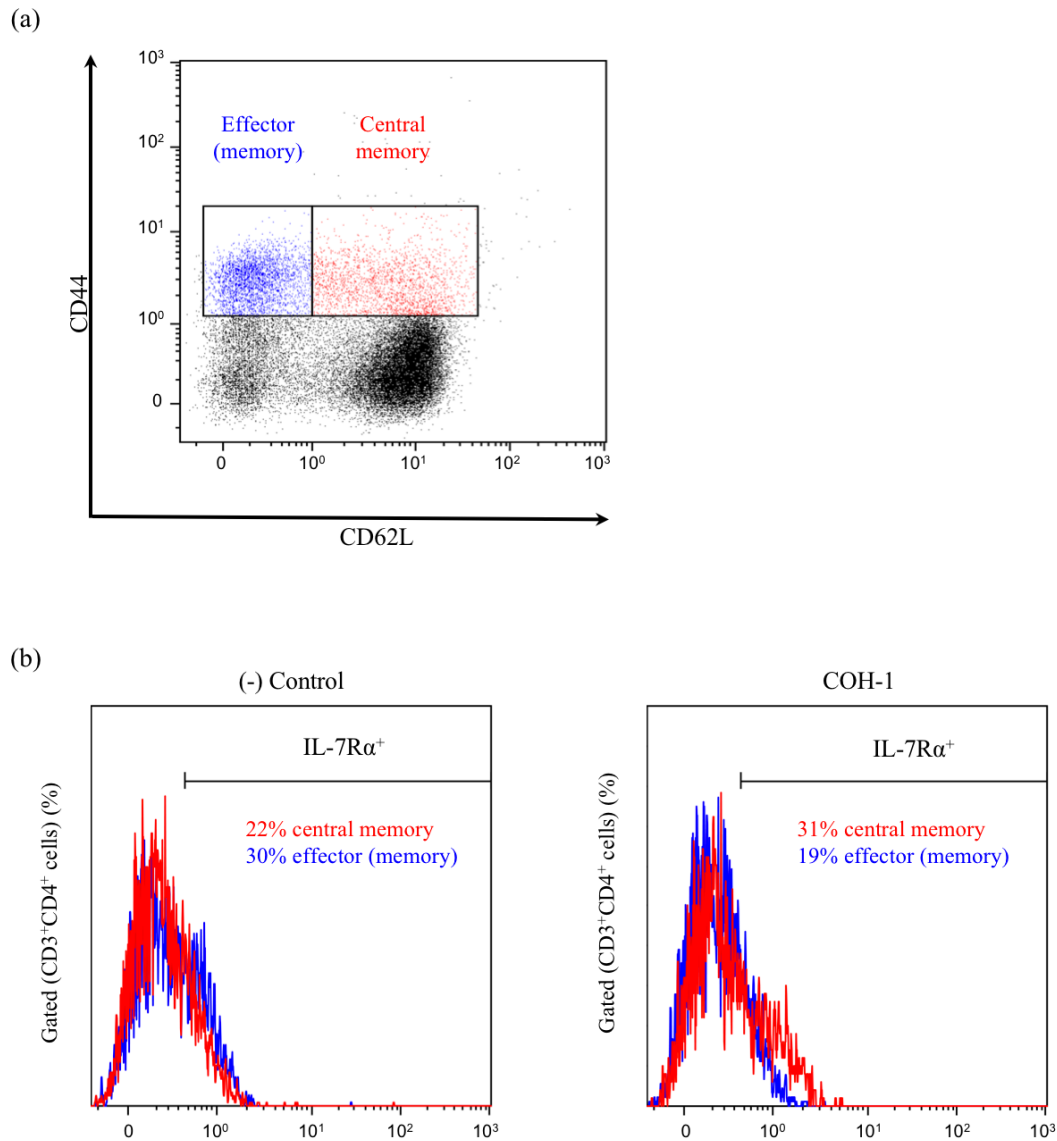 (a)
10³
10²
10¹
10⁰
0
Effector
(memory)
Central
memory
CD44
0 10⁰ 10¹ 10² 10³
CD62L
(b)
(-) Control
IL-7Rα⁺
22% central memory
30% effector (memory)
Gated (CD3⁺CD4⁺ cells) (%)
0 10⁰ 10¹ 10² 10³
COH-1
IL-7Rα⁺
31% central memory
19% effector (memory)
Gated (CD3⁺CD4⁺ cells) (%)
0 10⁰ 10¹ 10² 10³